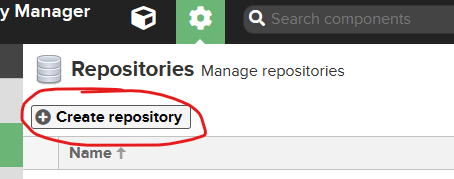 y Manager
Search components
Repositories Manage repositories
Create repository
Name